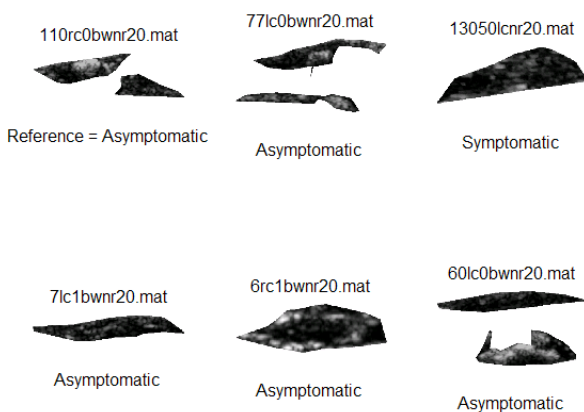 110rc0bwnr20.mat
77lc0bwnr20.mat
13050lcnr20.mat
Reference = Asymptomatic
Asymptomatic
Symptomatic
7lc1bwnr20.mat
6rc1bwnr20.mat
60lc0bwnr20.mat
Asymptomatic
Asymptomatic
Asymptomatic